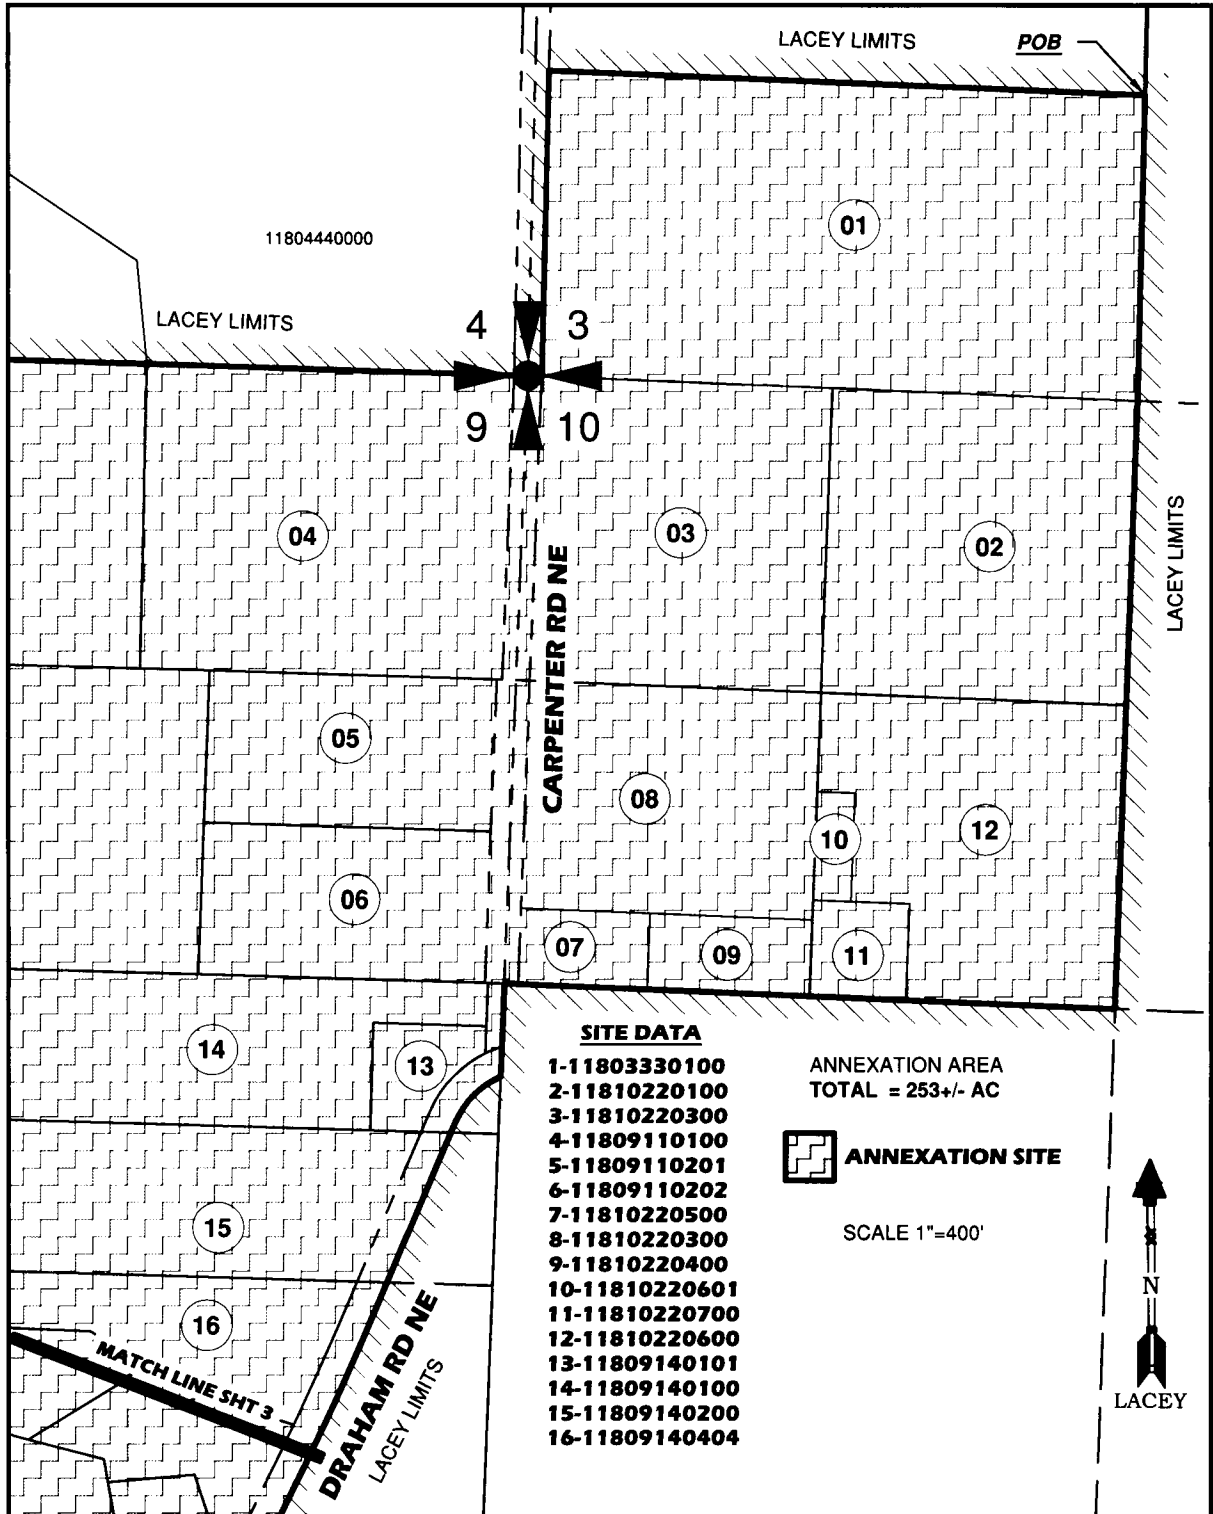 LACEY LIMITS
POB
01
11804440000
LACEY LIMITS
4
3
9
10
04
03
02
LACEY LIMITS
CARPENTER RD NE
05
08
10
12
06
07
09
11
14
13
SITE DATA
1-11803330100
2-11810220100
3-11810220300
4-11809110100
5-11809110201
6-11809110202
7-11810220500
8-11810220300
9-11810220400
10-11810220601
11-11810220700
12-11810220600
13-11809140101
14-11809140100
15-11809140200
16-11809140404
ANNEXATION AREA
TOTAL = 253+/- AC
ANNEXATION SITE
SCALE 1"=400'
15
16
MATCH LINE SHT 3
DRAHAM RD NE
LACEY LIMITS
N
LACEY